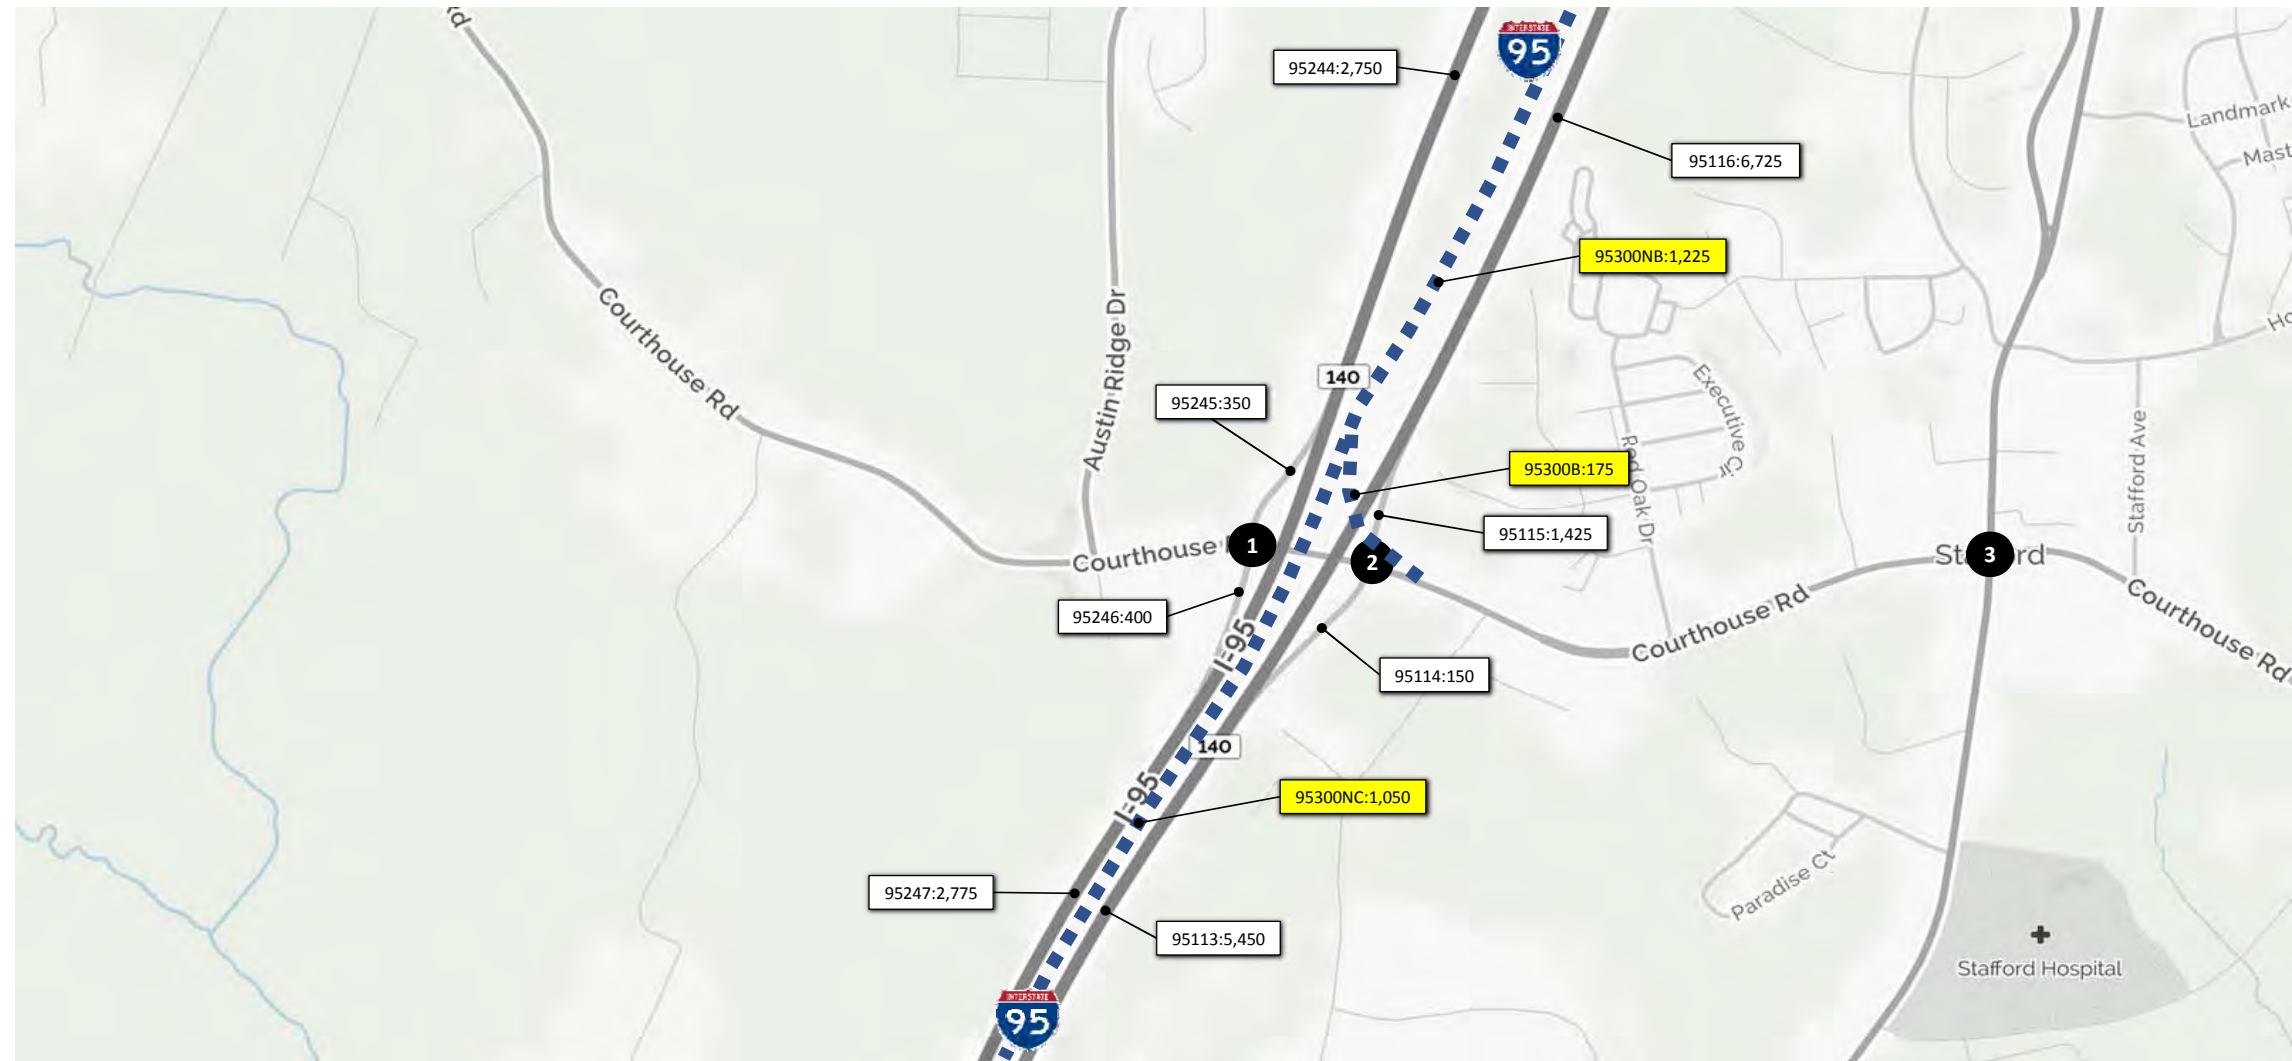 Rd
INTERSTATE
95
95244:2,750
95116:6,725
Landmark
Mast
95300NB:1,225
Courthouse Rd
Austin Ridge Dr
140
95245:350
Executive Cir
Red Oak Dr
Stafford Ave
95300B:175
95115:1,425
Courthouse
1
2
3
95246:400
I-95
95114:150
Courthouse Rd
Courthouse Rd
140
I-95
95300NC:1,050
95247:2,775
95113:5,450
Paradise Ct
Stafford Hospital
INTERSTATE
95